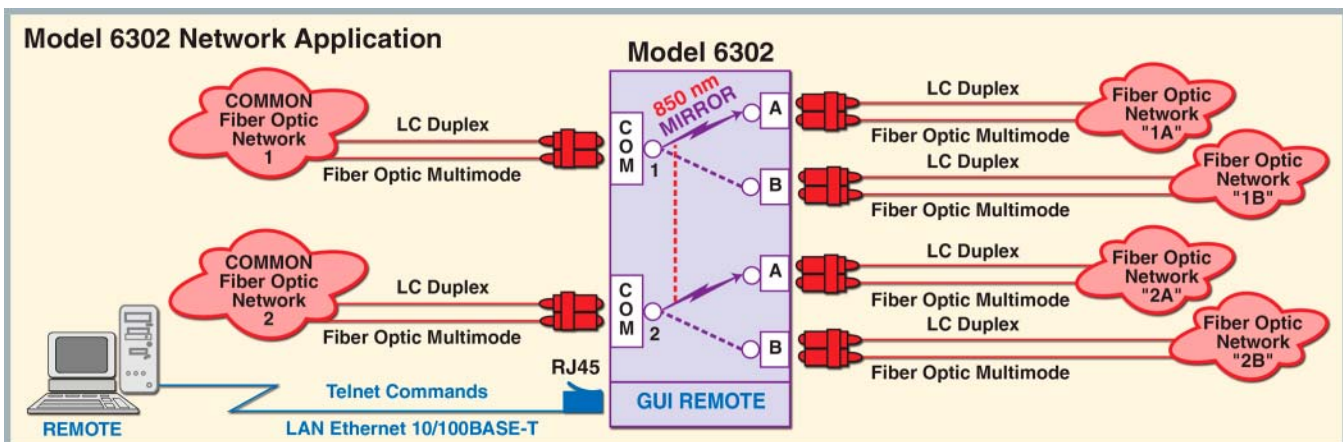 Model 6302 Network Application
Model 6302
COMMON
Fiber Optic
Network
1
LC Duplex
Fiber Optic Multimode
COM
1
850 nm
MIRROR
A
B
LC Duplex
Fiber Optic Multimode
Fiber Optic
Network
"1A"
LC Duplex
Fiber Optic Multimode
Fiber Optic
Network
"1B"
COMMON
Fiber Optic
Network
2
LC Duplex
Fiber Optic Multimode
COM
2
A
B
LC Duplex
Fiber Optic Multimode
Fiber Optic
Network
"2A"
LC Duplex
Fiber Optic Multimode
Fiber Optic
Network
"2B"
REMOTE
Telnet Commands
LAN Ethernet 10/100BASE-T
RJ45
GUI REMOTE